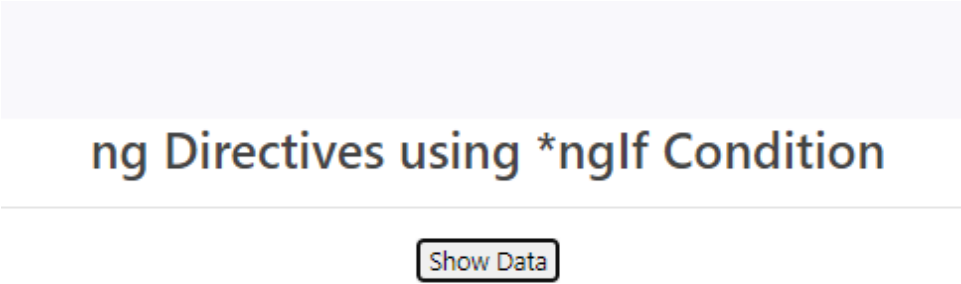 ng Directives using *ngIf Condition
Show Data